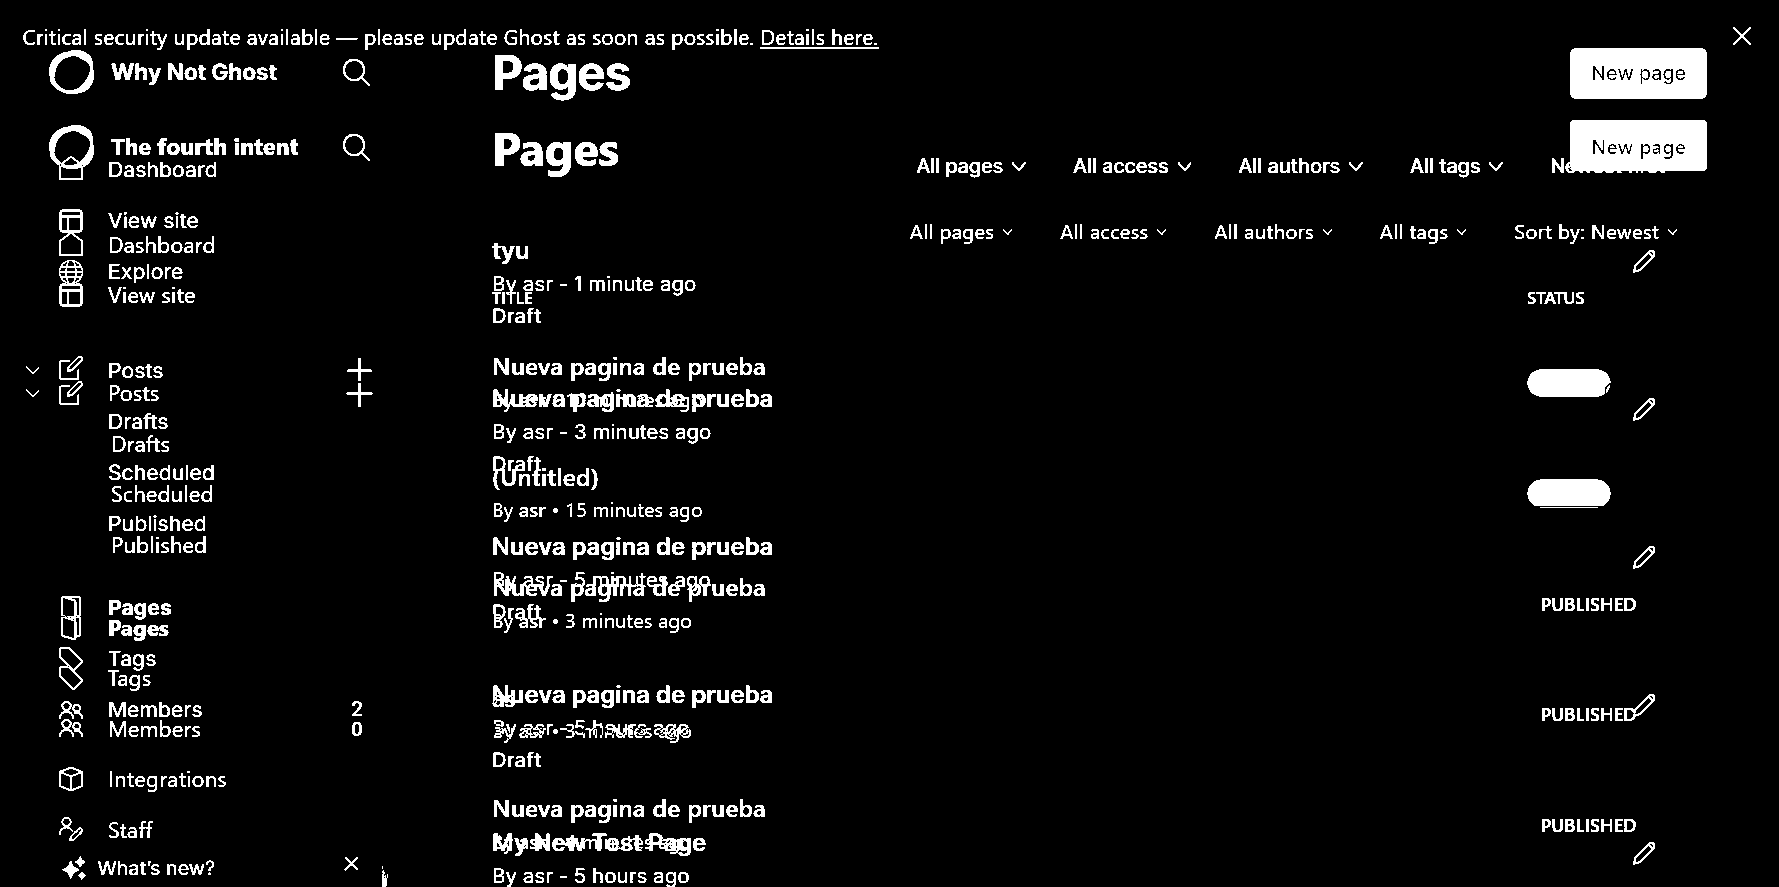 Critical security update available — please update Ghost as soon as possible. Details here.
Why Not Ghost
Pages
New page
The fourth intent
Pages
New page
Dashboard
All pages
All access
All authors
All tags
View site
Dashboard
All pages
All access
All authors
All tags
Sort by: Newest
Explore
View site
tyu
By asr - 1 minute ago
TITLE
STATUS
Draft
Posts
Posts
Drafts
Drafts
Scheduled
Scheduled
Published
Published
Nueva pagina de prueba
Nueva pagina de prueba
By asr - 3 minutes ago
Draft
(Untitled)
By asr • 15 minutes ago
Nueva pagina de prueba
By asr - 5 minutes ago
Nueva pagina de prueba
PUBLISHED
Draft
By asr • 3 minutes ago
Pages
Pages
Tags
Tags
Members 2
Members 0
Nueva pagina de prueba
PUBLISHED
By asr - 5 hours ago
By asr • 3 minutes ago
Draft
Integrations
Staff
What's new?
Nueva pagina de prueba
PUBLISHED
My New Test Page
By asr - 5 hours ago